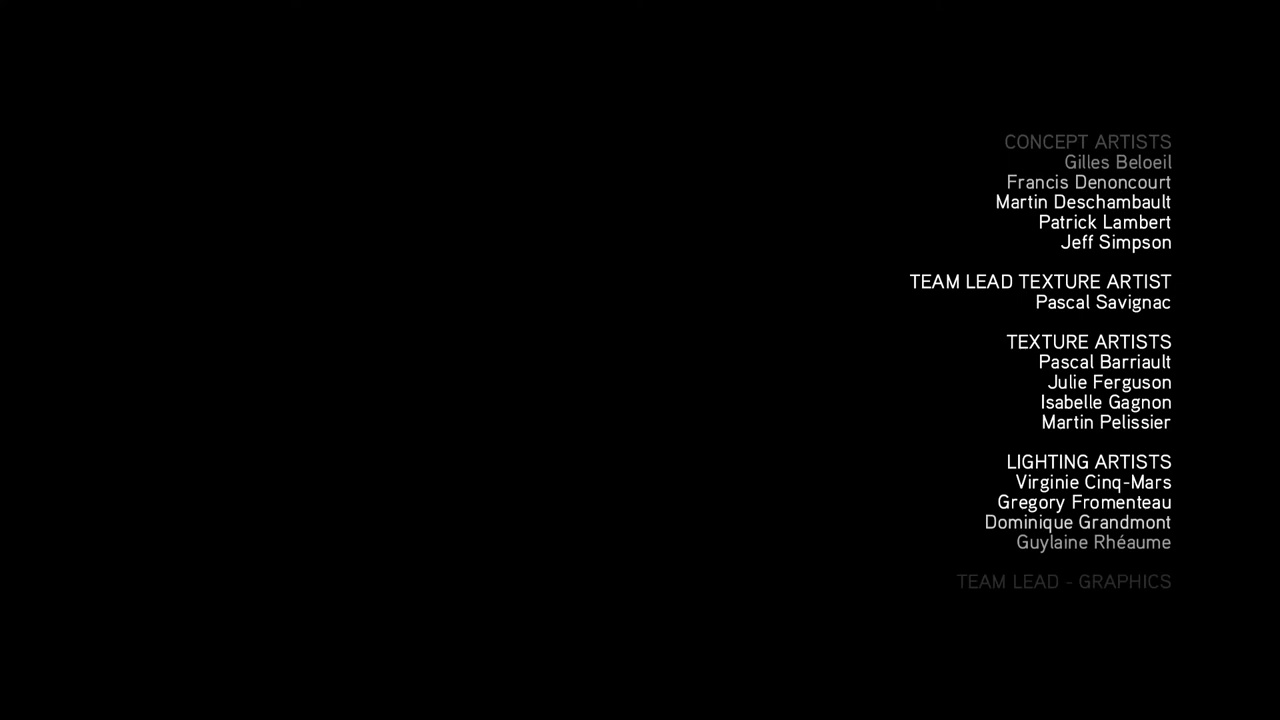 CONCEPT ARTISTS
Gilles Beloeil
Francis Denoncourt
Martin Deschambault
Patrick Lambert
Jeff Simpson
TEAM LEAD TEXTURE ARTIST
Pascal Savignac
TEXTURE ARTISTS
Pascal Barriault
Julie Ferguson
Isabelle Gagnon
Martin Pelissier
LIGHTING ARTISTS
Virginie Cinq-Mars
Gregory Fromenteau
Dominique Grandmont
Guylaine Rhéaume
TEAM LEAD - GRAPHICS